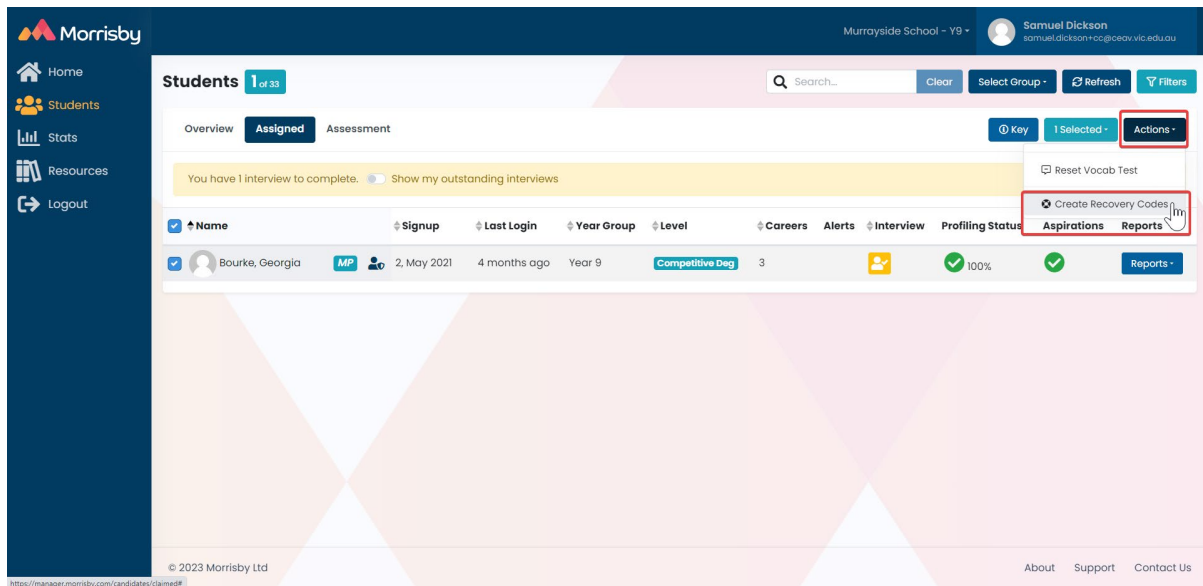 Morrisby
Murrayside School - Y9
Samuel Dickson
samuel.dickson+cc@ceav.vic.edu.au
Home
Students
Stats
Resources
Logout
Students 1 of 33
Search...
Clear
Select Group
Refresh
Filters
Overview Assigned Assessment
Key
1 Selected
Actions
Reset Vocab Test
Create Recovery Codes
You have 1 interview to complete. Show my outstanding interviews
Name Signup Last Login Year Group Level Careers Alerts Interview Profiling Status Aspirations Reports
Bourke, Georgia MP 2, May 2021 4 months ago Year 9 Competitive Deg 3 100% Reports
© 2023 Morrisby Ltd
About Support Contact Us
https://manager.morrisby.com/candidates/claimed#